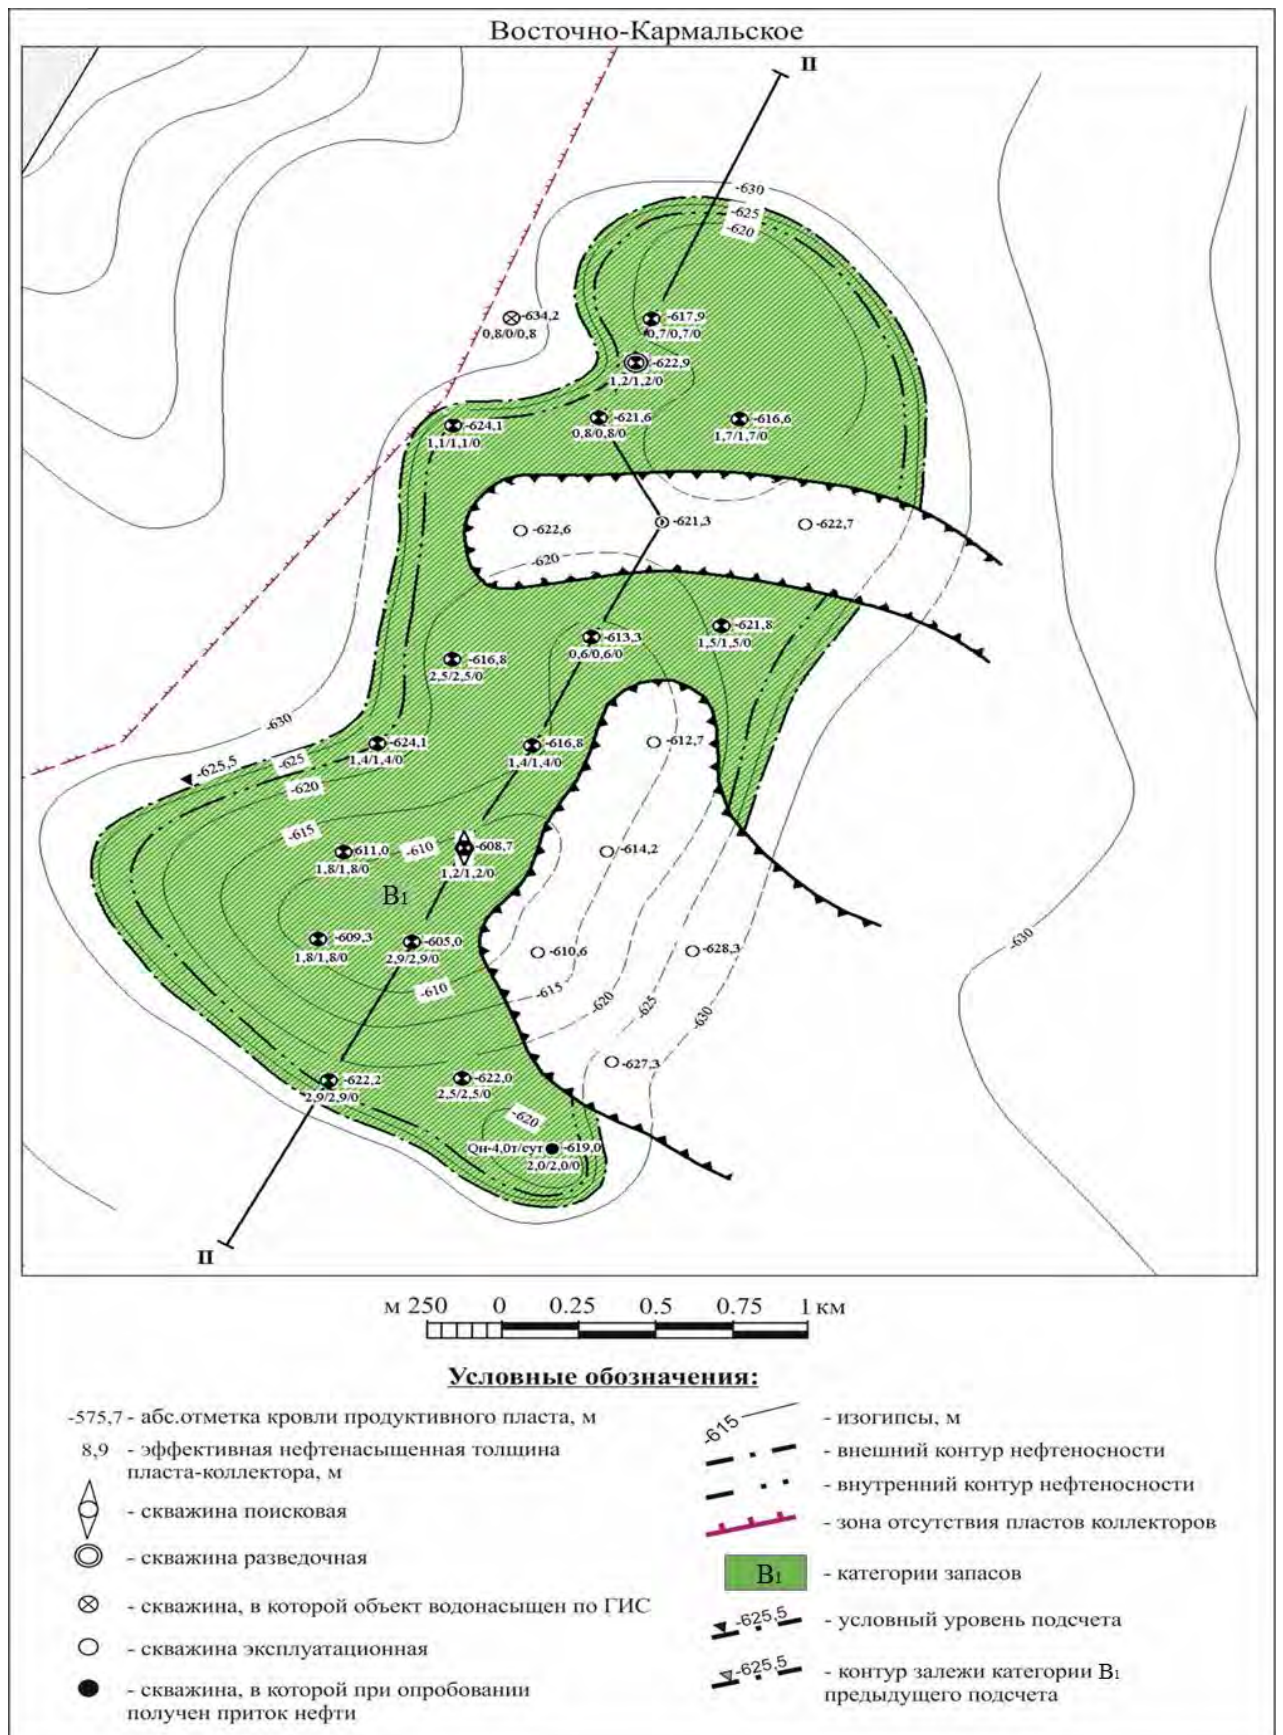 Восточно-Кармальское
II
-630
-625
-620
-634,2
0,8/0/0,8
-617,9
0,7/0,7/0
-622,9
1,2/1,2/0
-624,1
1,1/1,1/0
-621,6
0,8/0,8/0
-616,6
1,7/1,7/0
-622,6
-621,3
-622,7
-620
-613,3
0,6/0,6/0
-621,8
1,5/1,5/0
-616,8
2,5/2,5/0
-630
-624,1
1,4/1,4/0
-616,8
1,4/1,4/0
-612,7
-625,5
-625
-620
-615
-610
-611,0
1,8/1,8/0
-608,7
1,2/1,2/0
-614,2
B1
-609,3
1,8/1,8/0
-605,0
2,9/2,9/0
-610,6
-628,3
-630
-610
-615
-620
-625
-630
-627,3
-622,2
2,9/2,9/0
-622,0
2,5/2,5/0
-620
Qн-4,0т/сут
-619,0
2,0/2,0/0
II
м 250 0 0.25 0.5 0.75 1 км
Условные обозначения:
-575,7 - абс.отметка кровли продуктивного пласта, м
8,9 - эффективная нефтенасыщенная толщина
пласта-коллектора, м
- скважина поисковая
- скважина разведочная
- скважина, в которой объект водонасыщен по ГИС
- скважина эксплуатационная
- скважина, в которой при опробовании
получен приток нефти
-615 - изогипсы, м
- внешний контур нефтеносности
- внутренний контур нефтеносности
- зона отсутствия пластов коллекторов
B1 - категории запасов
-625,5 - условный уровень подсчета
-625,5 - контур залежи категории B1
предыдущего подсчета